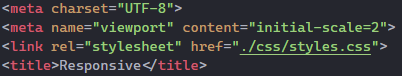 <meta charset="UTF-8">
<meta name="viewport" content="initial-scale=2">
<link rel="stylesheet" href="./css/styles.css">
<title>Responsive</title>